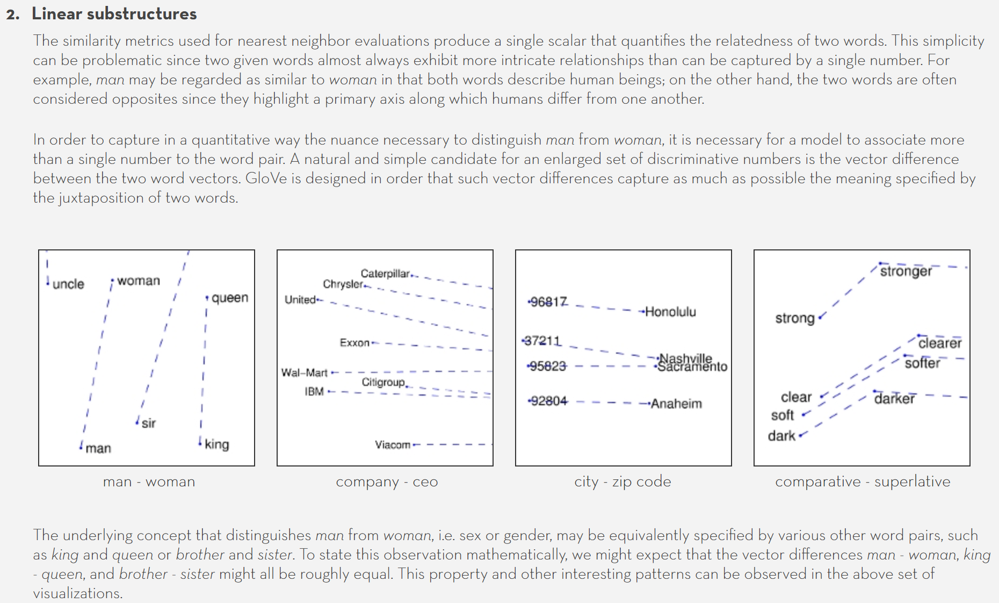 2. Linear substructures
The similarity metrics used for nearest neighbor evaluations produce a single scalar that quantifies the relatedness of two words. This simplicity
can be problematic since two given words almost always exhibit more intricate relationships than can be captured by a single number. For
example, man may be regarded as similar to woman in that both words describe human beings; on the other hand, the two words are often
considered opposites since they highlight a primary axis along which humans differ from one another.
In order to capture in a quantitative way the nuance necessary to distinguish man from woman, it is necessary for a model to associate more
than a single number to the word pair. A natural and simple candidate for an enlarged set of discriminative numbers is the vector difference
between the two word vectors. GloVe is designed in order that such vector differences capture as much as possible the meaning specified by
the juxtaposition of two words.
uncle
woman
queen
sir
man
king
man - woman
Caterpillar
Chrysler
United
Exxon
Wal-Mart
Citigroup
IBM
Viacom
company - ceo
96817
Honolulu
37211
Nashville
95823
Sacramento
92804
Anaheim
city - zip code
stronger
strong
clearer
softer
clear
darker
soft
dark
comparative - superlative
The underlying concept that distinguishes man from woman, i.e. sex or gender, may be equivalently specified by various other word pairs, such
as king and queen or brother and sister. To state this observation mathematically, we might expect that the vector differences man - woman, king
- queen, and brother - sister might all be roughly equal. This property and other interesting patterns can be observed in the above set of
visualizations.